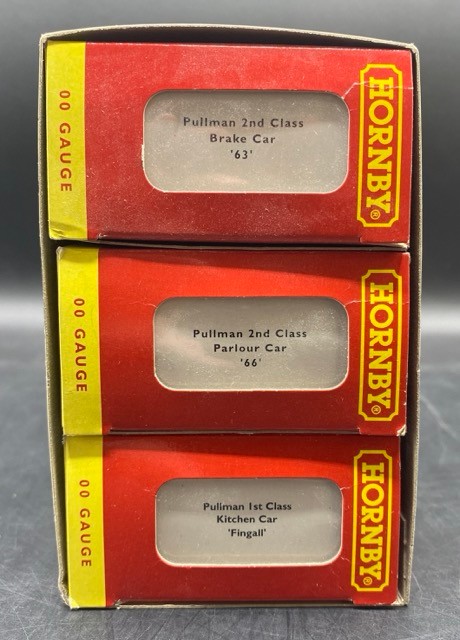 00 GAUGE
Pullman 2nd Class
Brake Car
'63'
HORNBY®
00 GAUGE
Pullman 2nd Class
Parlour Car
'66'
HORNBY®
00 GAUGE
Pullman 1st Class
Kitchen Car
'Fingall'
HORNBY®